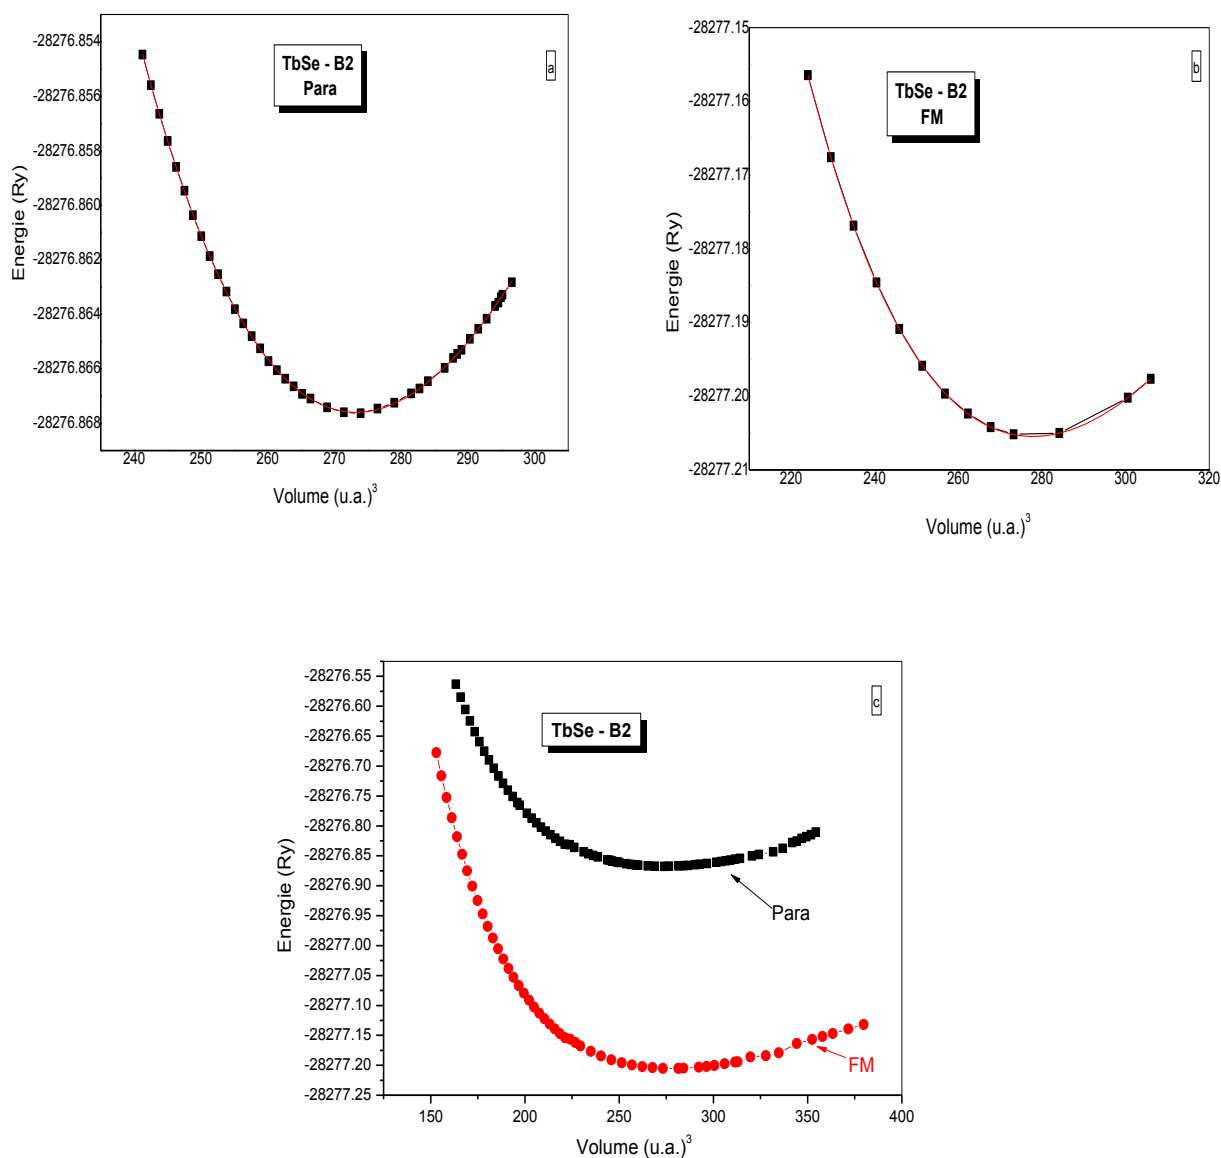 -28276.854
-28276.856
-28276.858
-28276.860
-28276.862
-28276.864
-28276.866
-28276.868
Energie (Ry)
TbSe - B2
Para
a
240 250 260 270 280 290 300
Volume (u.a.)3
-28277.15
-28277.16
-28277.17
-28277.18
-28277.19
-28277.20
-28277.21
Energie (Ry)
TbSe - B2
FM
b
220 240 260 280 300 320
Volume (u.a.)3
-28276.55
-28276.60
-28276.65
-28276.70
-28276.75
-28276.80
-28276.85
-28276.90
-28276.95
-28277.00
-28277.05
-28277.10
-28277.15
-28277.20
-28277.25
Energie (Ry)
TbSe - B2
c
Para
FM
150 200 250 300 350 400
Volume (u.a.)3